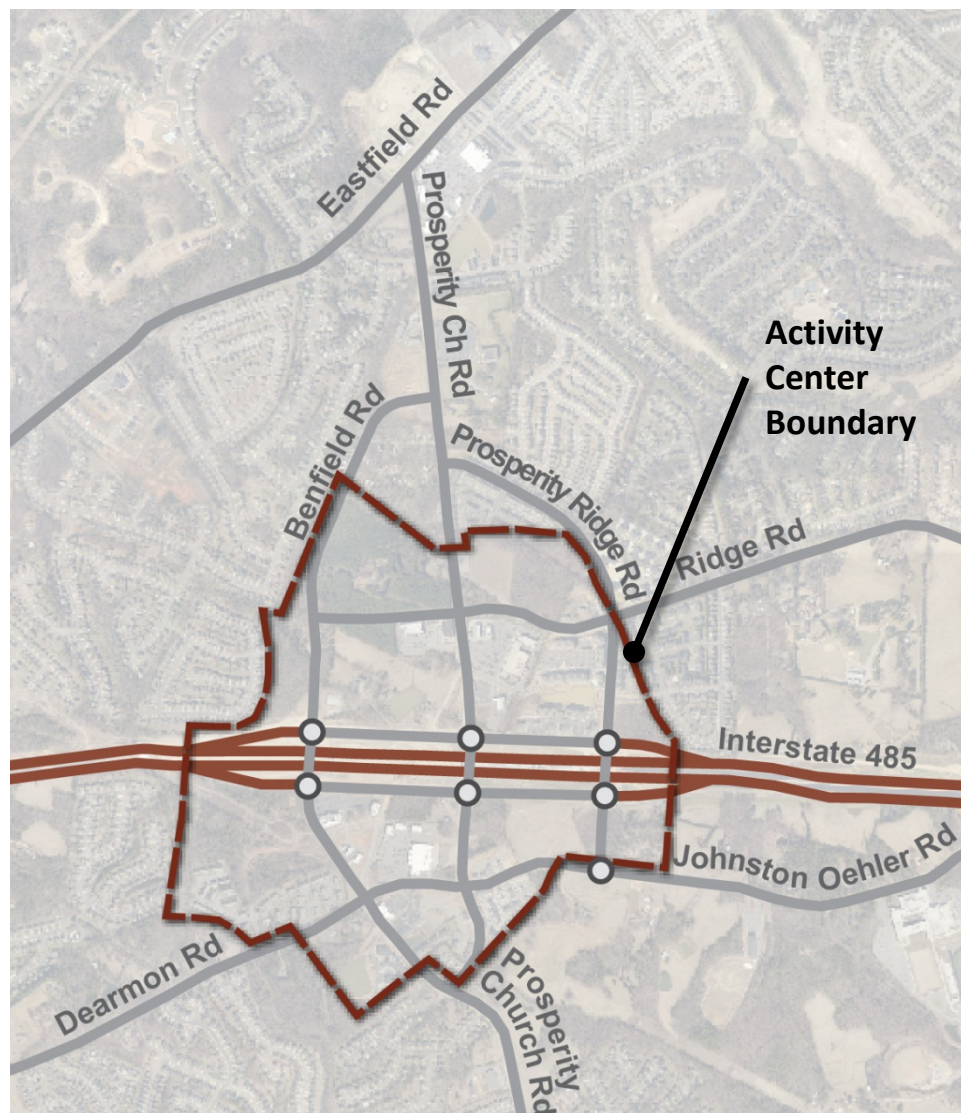 Eastfield Rd
Prosperity Ch Rd
Activity
Center
Boundary
Benfield Rd
Prosperity Ridge Rd
Ridge Rd
Interstate 485
Johnston Oehler Rd
Dearmon Rd
Prosperity
Church Rd